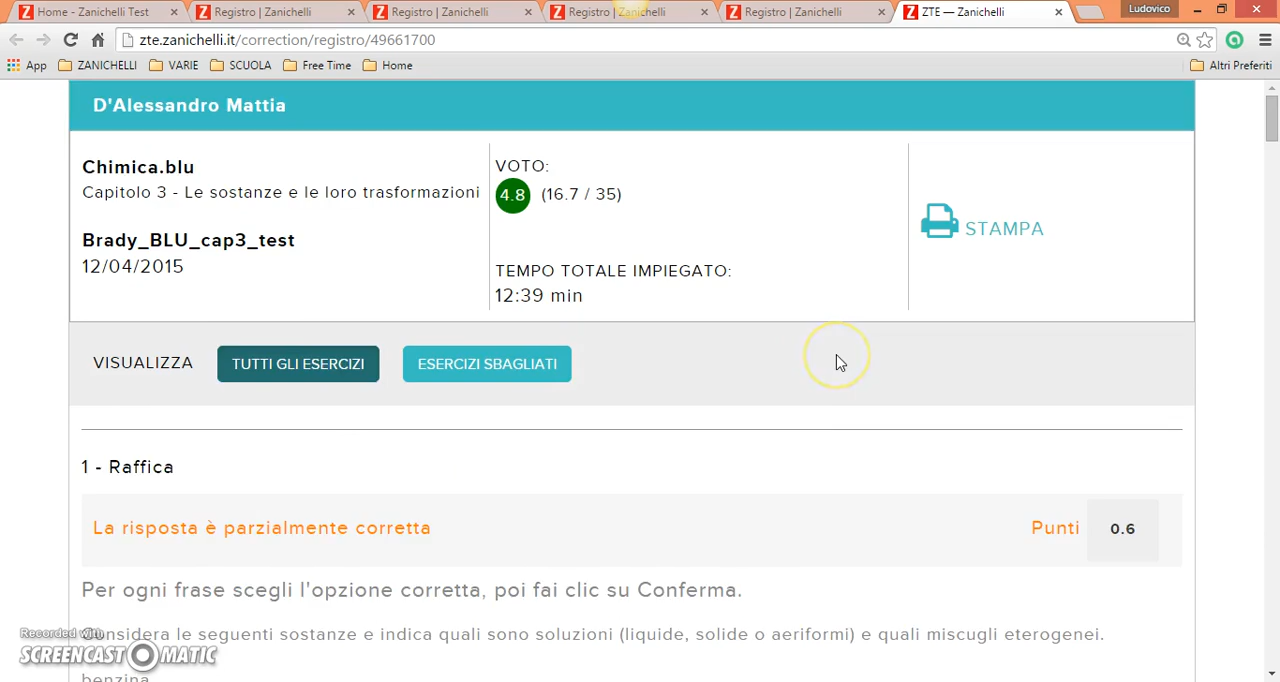 Home - Zanichelli Test
Registro | Zanichelli
Registro | Zanichelli
Registro | Zanichelli
Registro | Zanichelli
ZTE — Zanichelli
Ludovico
zte.zanichelli.it/correction/registro/49661700
App ZANICHELLI VARIE SCUOLA Free Time Home Altri Preferiti
D'Alessandro Mattia
Chimica.blu
Capitolo 3 - Le sostanze e le loro trasformazioni
Brady_BLU_cap3_test
12/04/2015
VOTO:
4.8 (16.7 / 35)
TEMPO TOTALE IMPIEGATO:
12:39 min
STAMPA
VISUALIZZA TUTTI GLI ESERCIZI ESERCIZI SBAGLIATI
1 - Raffica
La risposta è parzialmente corretta Punti 0.6
Per ogni frase scegli l'opzione corretta, poi fai clic su Conferma.
Considera le seguenti sostanze e indica quali sono soluzioni (liquide, solide o aeriformi) e quali miscugli eterogenei.
Recorded with
SCREENCAST O MATIC
benzina